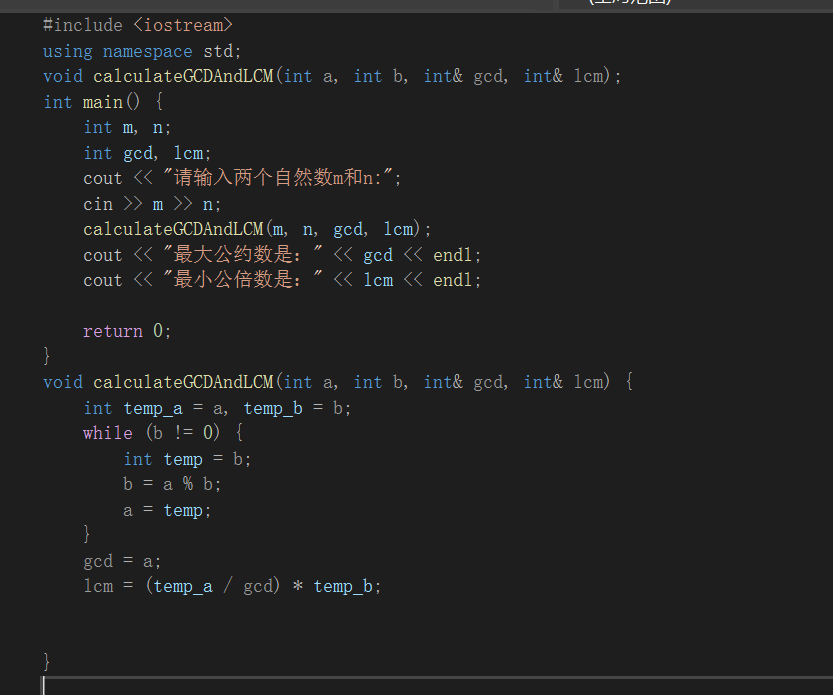 #include <iostream>
using namespace std;
void calculateGCDAndLCM(int a, int b, int& gcd, int& lcm);
int main() {
    int m, n;
    int gcd, lcm;
    cout << "请输入两个自然数m和n:";
    cin >> m >> n;
    calculateGCDAndLCM(m, n, gcd, lcm);
    cout << "最大公约数是：" << gcd << endl;
    cout << "最小公倍数是：" << lcm << endl;

    return 0;
}
void calculateGCDAndLCM(int a, int b, int& gcd, int& lcm) {
    int temp_a = a, temp_b = b;
    while (b != 0) {
        int temp = b;
        b = a % b;
        a = temp;
    }
    gcd = a;
    lcm = (temp_a / gcd) * temp_b;


}